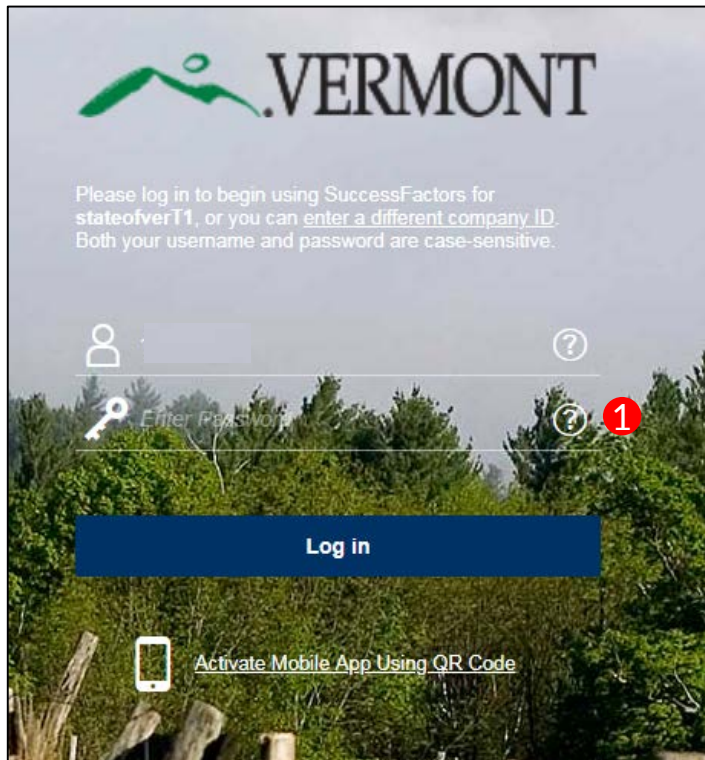 VERMONT
Please log in to begin using SuccessFactors for
stateofverT1, or you can enter a different company ID.
Both your username and password are case-sensitive.
?
Enter Password
?
1
Log in
Activate Mobile App Using QR Code